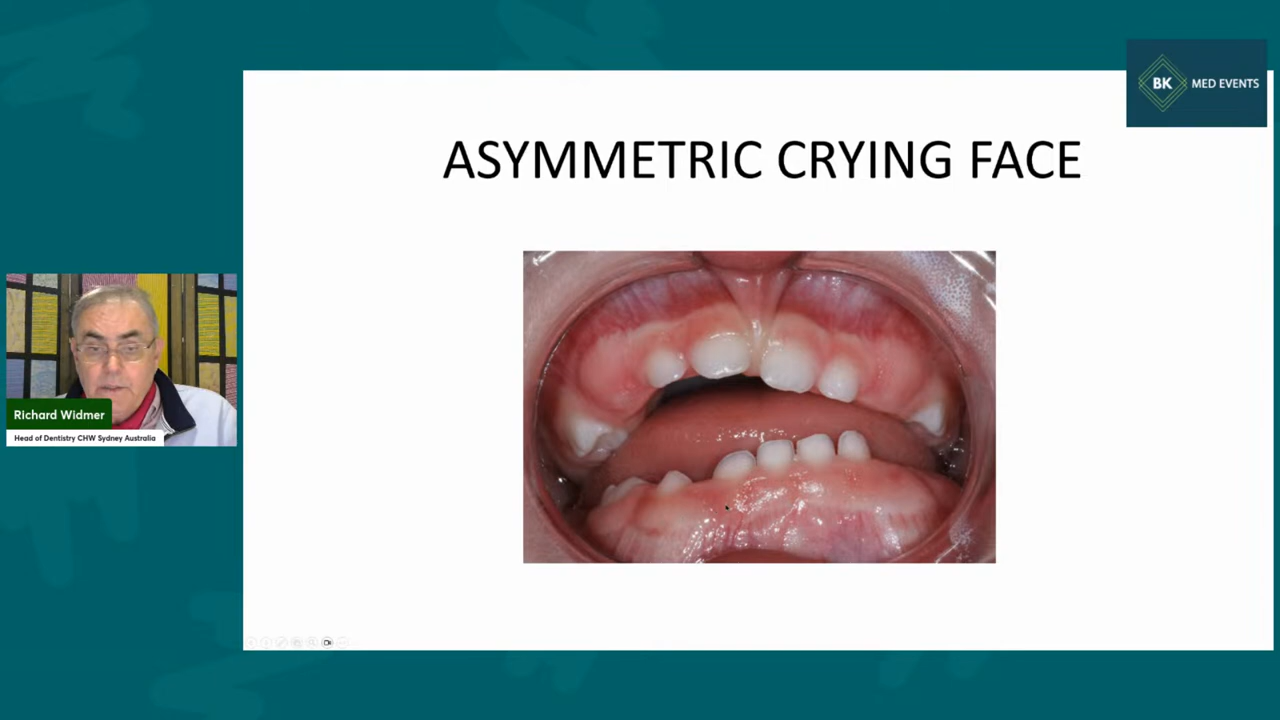 BK MED EVENTS
ASYMMETRIC CRYING FACE
Richard Widmer
Head of Dentistry CHW Sydney Australia